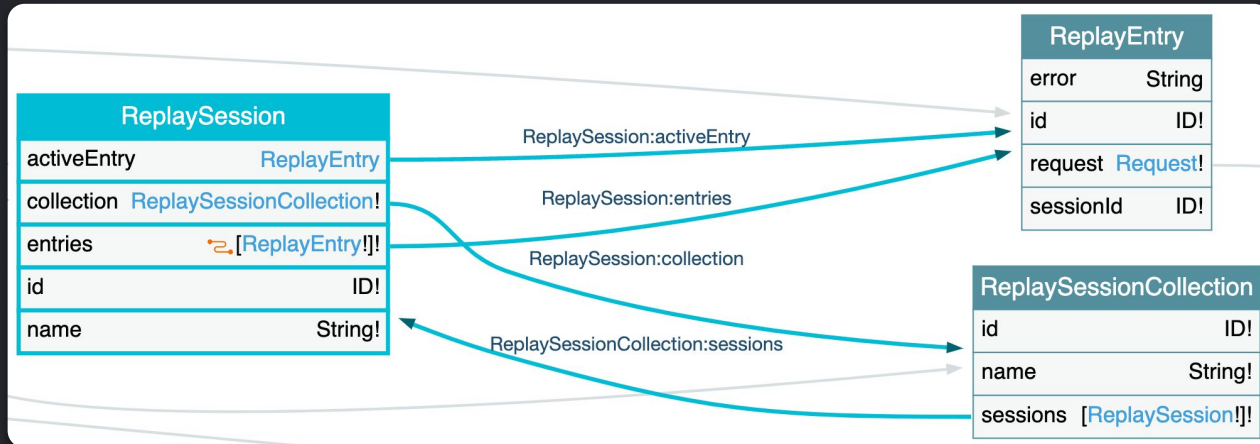 ReplaySession
activeEntry ReplayEntry
collection ReplaySessionCollection!
entries [ReplayEntry!]!
id ID!
name String!
ReplaySession:activeEntry
ReplaySession:entries
ReplaySession:collection
ReplaySessionCollection:sessions
ReplayEntry
error String
id ID!
request Request!
sessionId ID!
ReplaySessionCollection
id ID!
name String!
sessions [ReplaySession!]!